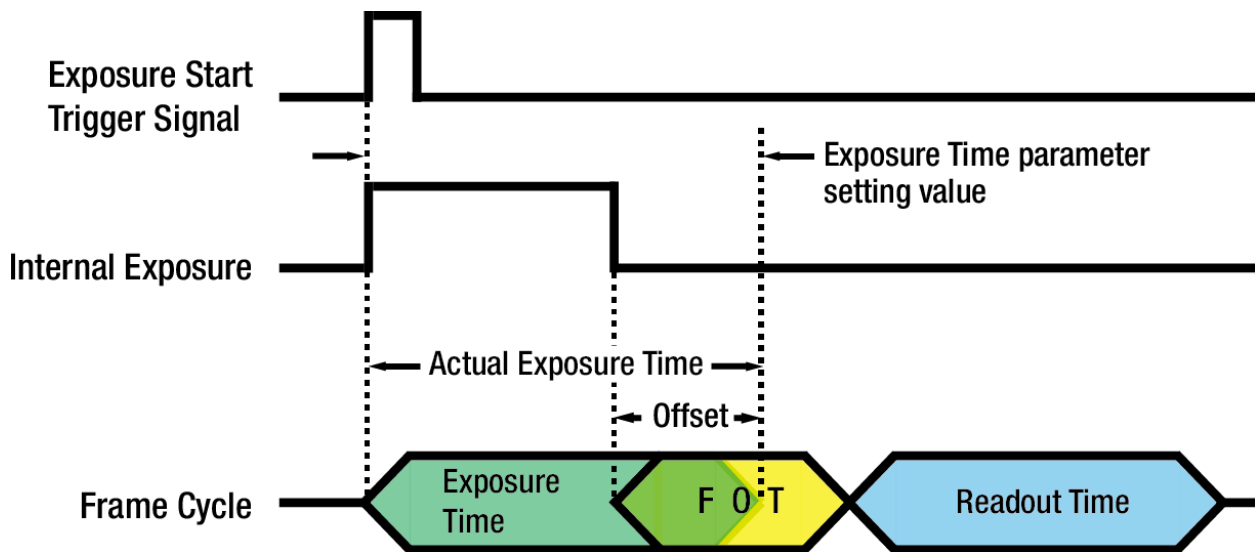 Exposure Start
Trigger Signal
Exposure Time parameter
setting value
Internal Exposure
Actual Exposure Time
Offset
Frame Cycle
Exposure
Time
F O T
Readout Time